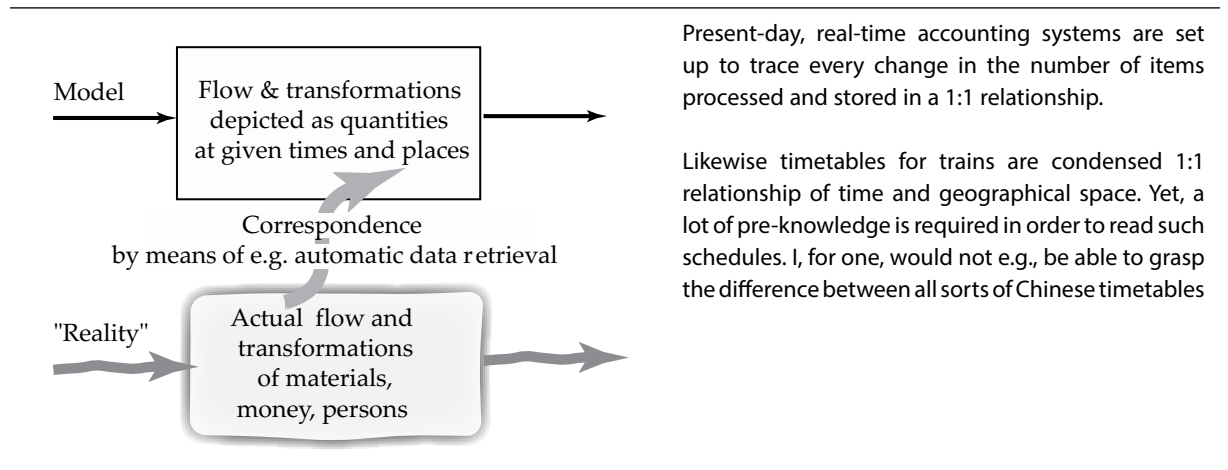 Model
Flow & transformations
depicted as quantities
at given times and places
Correspondence
by means of e.g. automatic data retrieval
"Reality"
Actual flow and
transformations
of materials,
money, persons
Present-day, real-time accounting systems are set
up to trace every change in the number of items
processed and stored in a 1:1 relationship.
Likewise timetables for trains are condensed 1:1
relationship of time and geographical space. Yet, a
lot of pre-knowledge is required in order to read such
schedules. I, for one, would not e.g., be able to grasp
the difference between all sorts of Chinese timetables